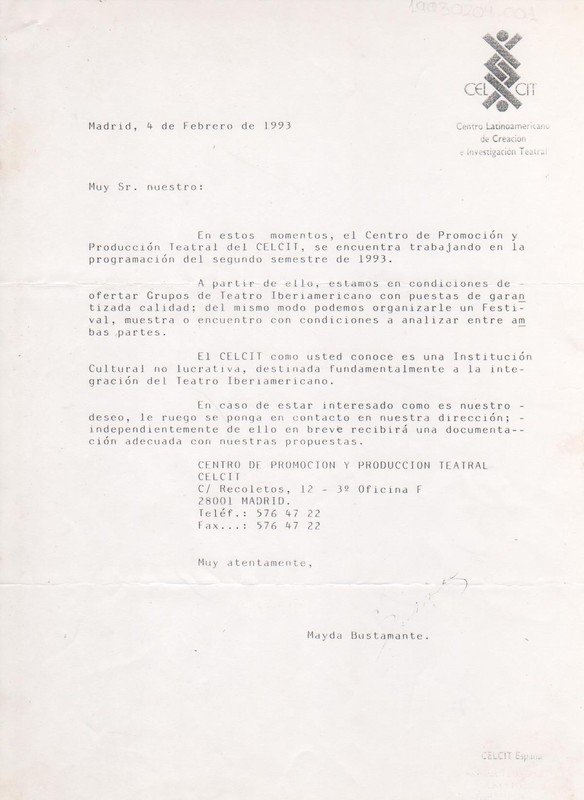 19930204 001
CELCIT
Centro Latinoamericano
de Creación
e Investigación Teatral
Madrid, 4 de Febrero de 1993
Muy Sr. nuestro:
En estos momentos, el Centro de Promoción y
Producción Teatral del CELCIT, se encuentra trabajando en la
programación del segundo semestre de 1993.
A partir de ello, estamos en condiciones de -
ofertar Grupos de Teatro Iberiamericano con puestas de garan
tizada calidad; del mismo modo podemos organizarle un Festi-
val, muestra o encuentro con condiciones a analizar entre am
bas partes.
El CELCIT como usted conoce es una Institución
Cultural no lucrativa, destinada fundamentalmente a la inte-
gración del Teatro Iberiamericano.
En caso de estar interesado como es nuestro -
deseo, le ruego se ponga en contacto en nuestra dirección; -
independientemente de ello en breve recibirá una documenta--
ción adecuada con nuestras propuestas.
CENTRO DE PROMOCION Y PRODUCCION TEATRAL
CELCIT
C/ Recoletos, 12 - 3º Oficina F
28001 MADRID.
Teléf.: 576 47 22
Fax...: 576 47 22
Muy atentamente,
Mayda Bustamante.
CELCIT España